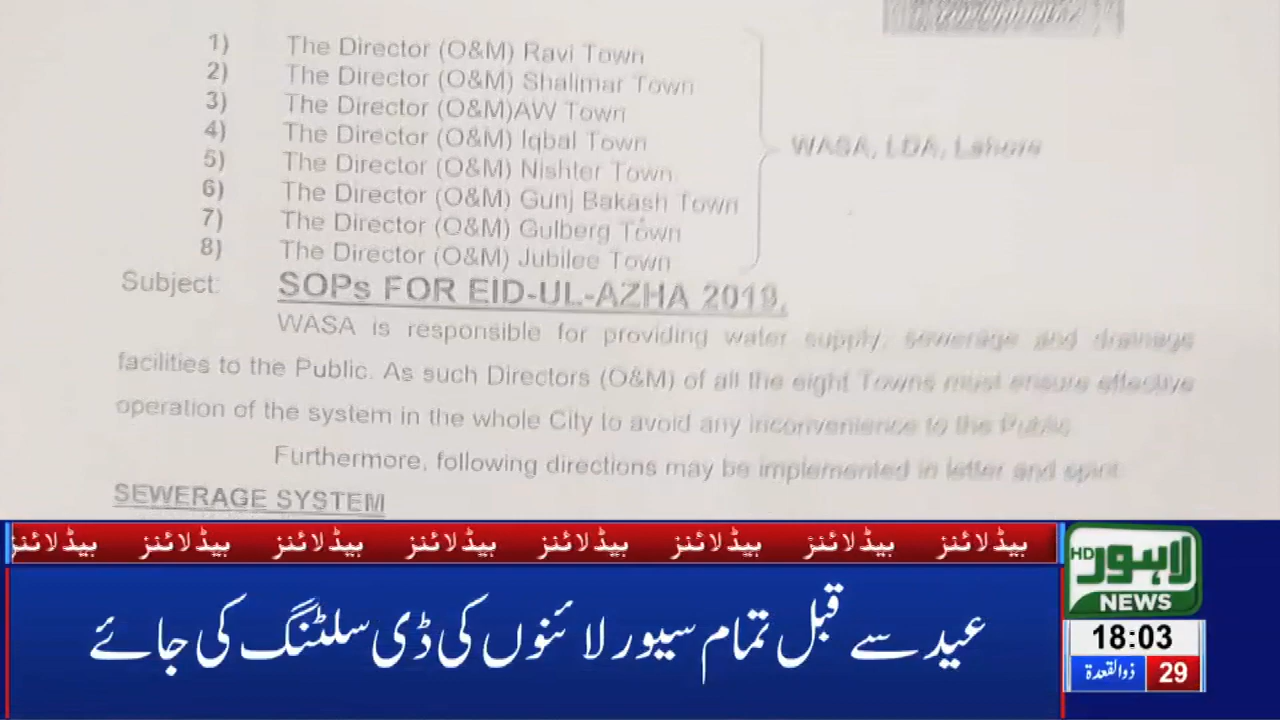 1) The Director (O&M) Ravi Town
2) The Director (O&M) Shalimar Town
3) The Director (O&M)AW Town
4) The Director (O&M) Iqbal Town
5) The Director (O&M) Nishter Town
6) The Director (O&M) Gunj Bakash Town
7) The Director (O&M) Gulberg Town
8) The Director (O&M) Jubilee Town
WASA, LDA, Lahore
Subject: SOPs FOR EID-UL-AZHA 2019.
WASA is responsible for providing water supply, sewerage and drainage
facilities to the Public. As such Directors (O&M) of all the eight Towns must ensure effective
operation of the system in the whole City to avoid any inconvenience to the Public.
Furthermore, following directions may be implemented in letter and spirit.
SEWERAGE SYSTEM
ہیڈلائنز ہیڈلائنز ہیڈلائنز ہیڈلائنز ہیڈلائنز ہیڈلائنز ہیڈلائنز ہیڈلائنز
عید سے قبل تمام سیور لائنوں کی ڈی سلٹنگ کی جائے
لاہور HD
NEWS
18:03
29 ذوالقعدۃ